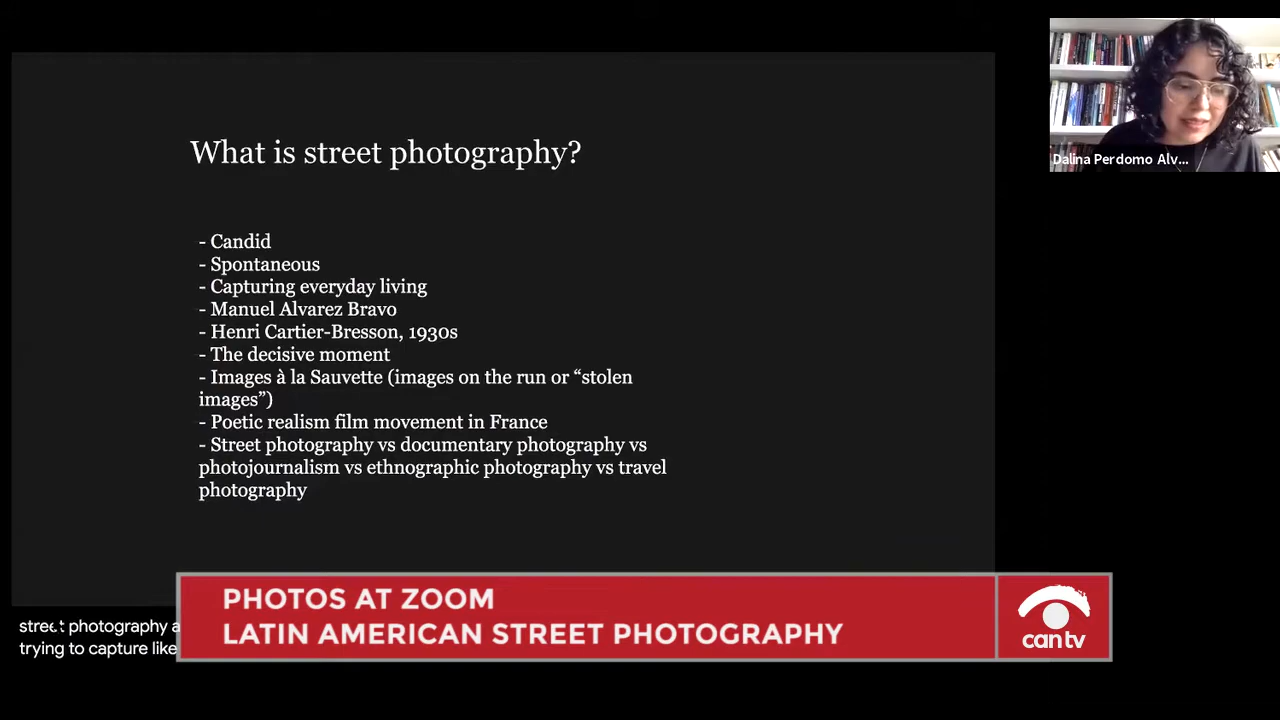 What is street photography?
- Candid
- Spontaneous
- Capturing everyday living
- Manuel Alvarez Bravo
- Henri Cartier-Bresson, 1930s
- The decisive moment
- Images à la Sauvette (images on the run or “stolen
images”)
- Poetic realism film movement in France
- Street photography vs documentary photography vs
photojournalism vs ethnographic photography vs travel
photography
Dalina Perdomo Alv...
PHOTOS AT ZOOM
LATIN AMERICAN STREET PHOTOGRAPHY
can tv
street photography a
trying to capture like